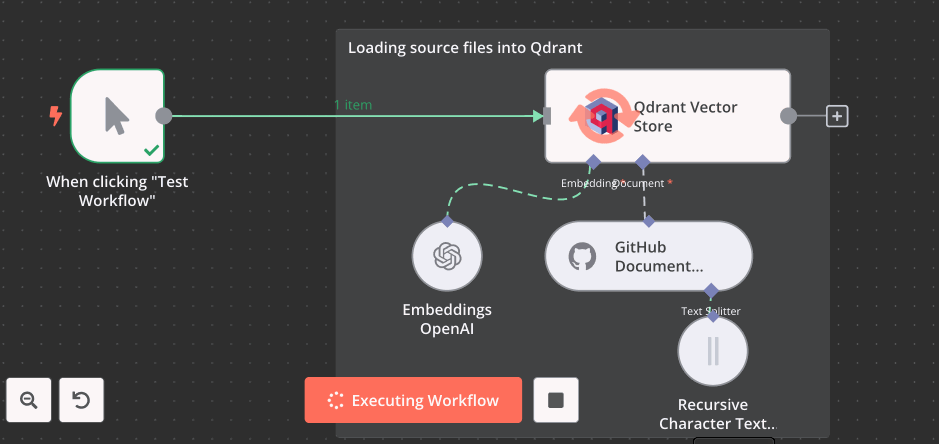 Loading source files into Qdrant
1 item
Qdrant Vector
Store
When clicking "Test
Workflow"
Embedding *
Document *
GitHub
Document...
Embeddings
OpenAI
Text Splitter
Executing Workflow
Recursive
Character Text...